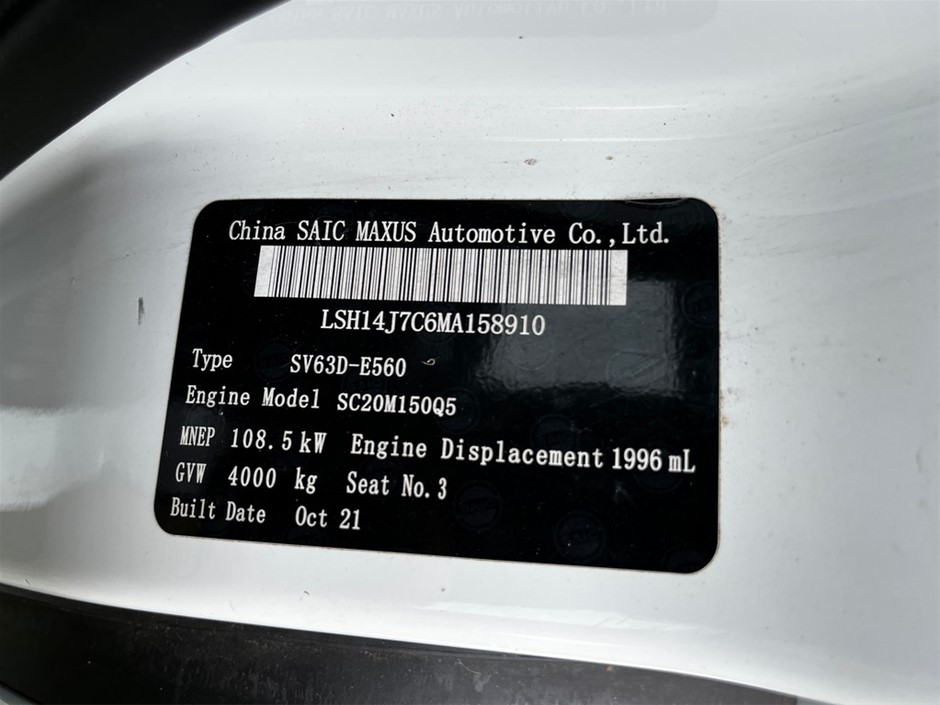 China SAIC MAXUS Automotive Co.,Ltd.
LSH14J7C6MA158910
Type SV63D-E560
Engine Model SC20M150Q5
MNEP 108.5 kW Engine Displacement 1996 mL
GVW 4000 kg Seat No.3
Built Date Oct 21